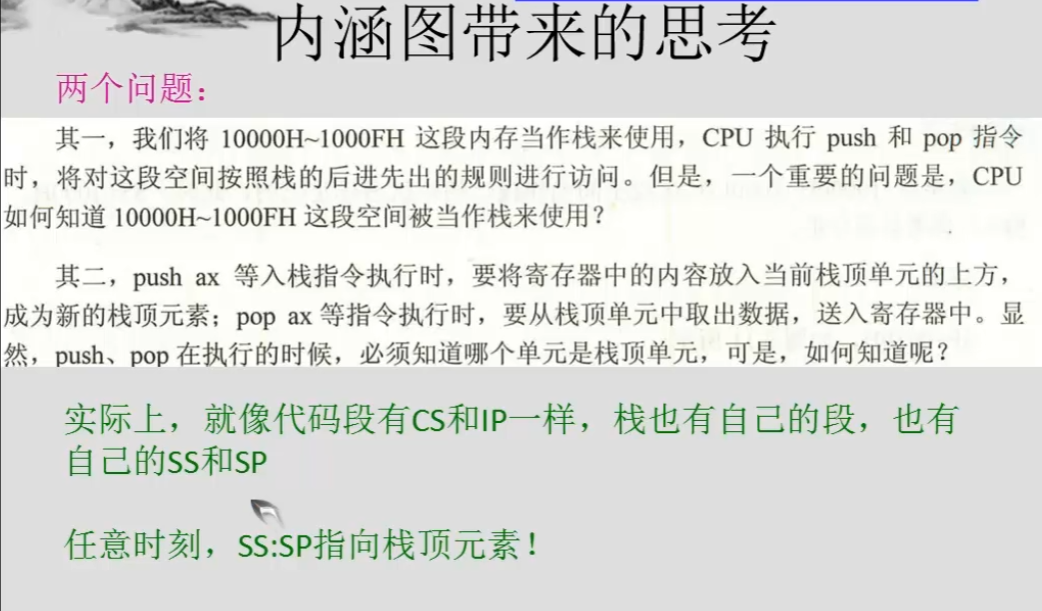 内涵图带来的思考
两个问题：
其一，我们将 10000H~1000FH 这段内存当作栈来使用，CPU 执行 push 和 pop 指令
时，将对这段空间按照栈的后进先出的规则进行访问。但是，一个重要的问题是，CPU
如何知道 10000H~1000FH 这段空间被当作栈来使用？
其二，push ax 等入栈指令执行时，要将寄存器中的内容放入当前栈顶单元的上方，
成为新的栈顶元素；pop ax 等指令执行时，要从栈顶单元中取出数据，送入寄存器中。显
然，push、pop 在执行的时候，必须知道哪个单元是栈顶单元，可是，如何知道呢？
实际上，就像代码段有CS和IP一样，栈也有自己的段，也有
自己的SS和SP
任意时刻，SS:SP指向栈顶元素！